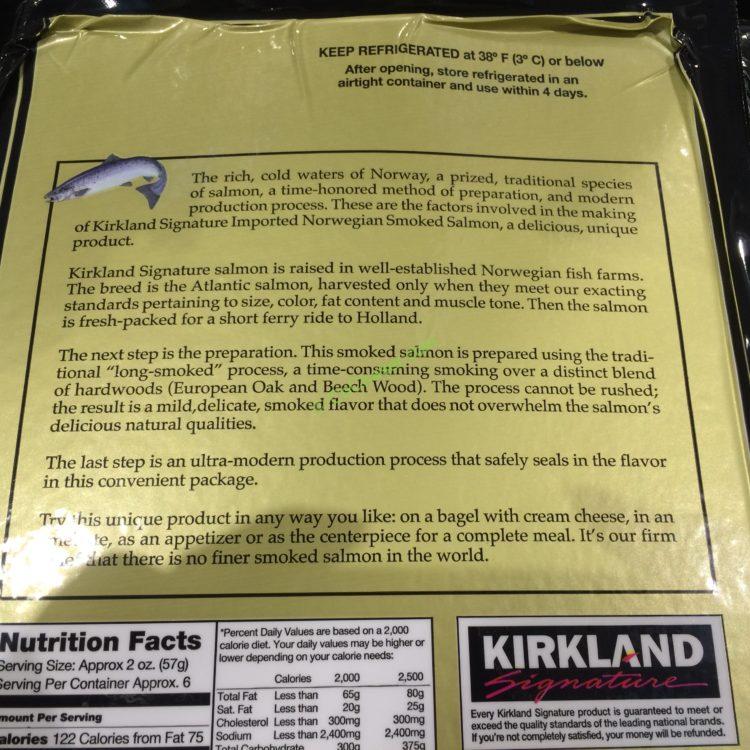 KEEP REFRIGERATED at 38º F (3º C) or below
After opening, store refrigerated in an
airtight container and use within 4 days.
The rich, cold waters of Norway, a prized, traditional species
of salmon, a time-honored method of preparation, and modern
production process. These are the factors involved in the making
of Kirkland Signature Imported Norwegian Smoked Salmon, a delicious, unique
product.
Kirkland Signature salmon is raised in well-established Norwegian fish farms.
The breed is the Atlantic salmon, harvested only when they meet our exacting
standards pertaining to size, color, fat content and muscle tone. Then the salmon
is fresh-packed for a short ferry ride to Holland.
The next step is the preparation. This smoked salmon is prepared using the tradi-
tional “long-smoked” process, a time-consuming smoking over a distinct blend
of hardwoods (European Oak and Beech Wood). The process cannot be rushed;
the result is a mild,delicate, smoked flavor that does not overwhelm the salmon's
delicious natural qualities.
The last step is an ultra-modern production process that safely seals in the flavor
in this convenient package.
Try this unique product in any way you like: on a bagel with cream cheese, in an
as an appetizer or as the centerpiece for a complete meal. It's our firm
that there is no finer smoked salmon in the world.
Nutrition Facts
Serving Size: Approx 2 oz. (57g)
Serving Per Container Approx. 6
Amount Per Serving
Calories 122 Calories from Fat 75
*Percent Daily Values are based on a 2,000
calorie diet. Your daily values may be higher or
lower depending on your calorie needs:
Calories 2,000 2,500
Total Fat Less than 65g 80g
Sat. Fat Less than 20g 25g
Cholesterol Less than 300mg 300mg
Sodium Less than 2,400mg 2,400mg
Total Carbohydrate 300g 375g
KIRKLAND
Signature
Every Kirkland Signature product is guaranteed to meet or
exceed the quality standards of the leading national brands.
If you're not completely satisfied, your money will be refunded.